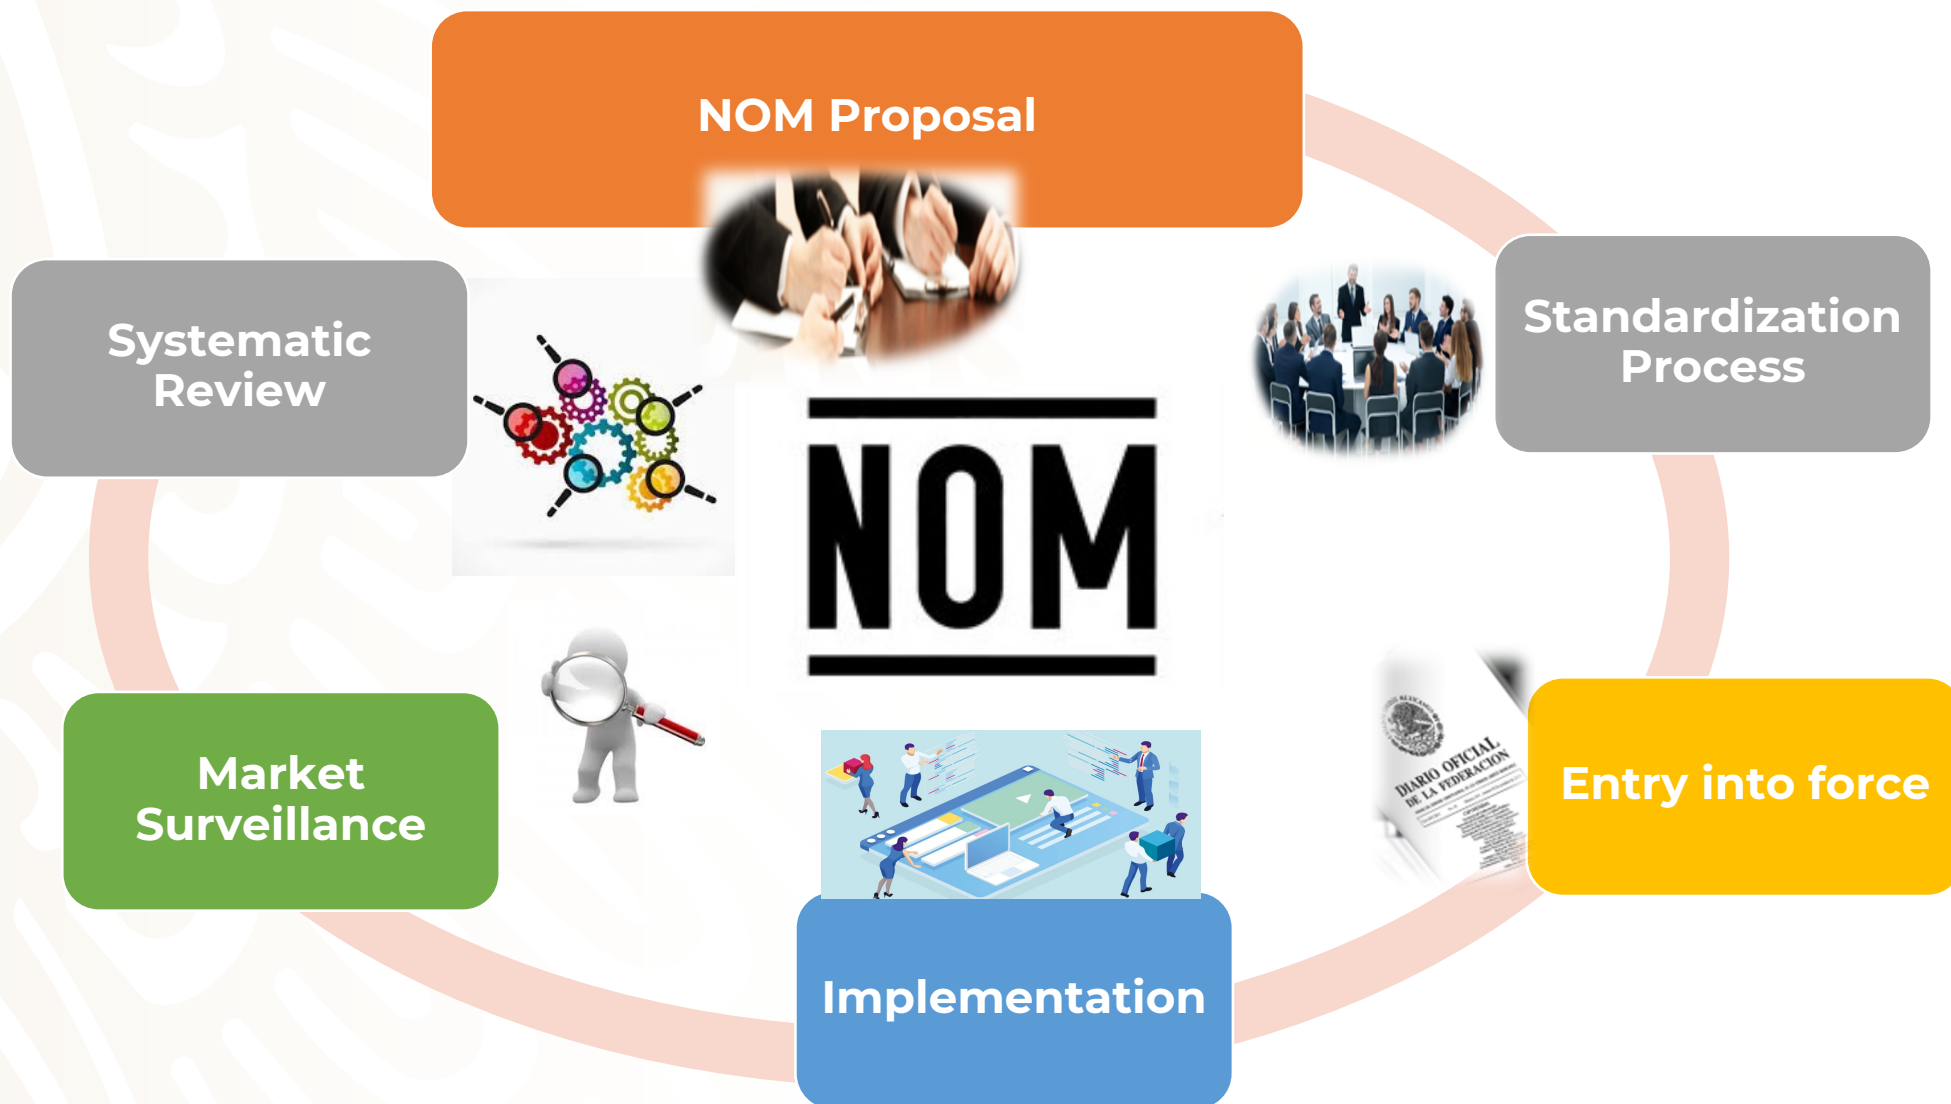 NOM Proposal
Standardization
Process
Systematic
Review
NOM
DIARIO OFICIAL
DE LA FEDERACION
Entry into force
Market
Surveillance
Implementation